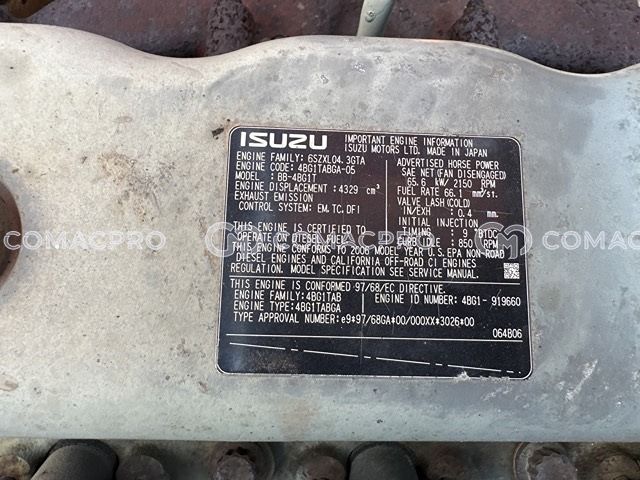 ISUZU
IMPORTANT ENGINE INFORMATION
ISUZU MOTORS LTD. MADE IN JAPAN
ENGINE FAMILY: 6SZXL04.3GTA
ENGINE CODE: 4BG1TABGA-05
MODEL: BB-4BG1T
ENGINE DISPLACEMENT: 4329 cm³
EXHAUST EMISSION
CONTROL SYSTEM: EM, TC, DFI
ADVERTISED HORSE POWER
SAE NET(FAN DISENGAGED)
65.6 kW/ 2150 RPM
FUEL RATE 66.1 mm³/st.
VALVE LASH(COLD)
IN/EXH: 0.4 mm.
INITIAL INJECTION
TIMING: 9 °BTDC
CURB IDLE: 850 RPM
THIS ENGINE IS CERTIFIED TO
OPERATE ON DIESEL FUEL
THIS ENGINE CONFORMS TO 2006 MODEL YEAR U.S.EPA NON-ROAD
DIESEL ENGINES AND CALIFORNIA OFF-ROAD CI ENGINES
REGULATION. MODEL SPECIFICATION SEE SERVICE MANUAL.
THIS ENGINE IS CONFORMED 97/68/EC DIRECTIVE.
ENGINE FAMILY:4BG1TAB
ENGINE TYPE:4BG1TABGA
ENGINE ID NUMBER: 4BG1- 919660
TYPE APPROVAL NUMBER:e9*97/68GA*00/000XX*3026*00
064B06
COMACPRO COMACPRO COMACPRO